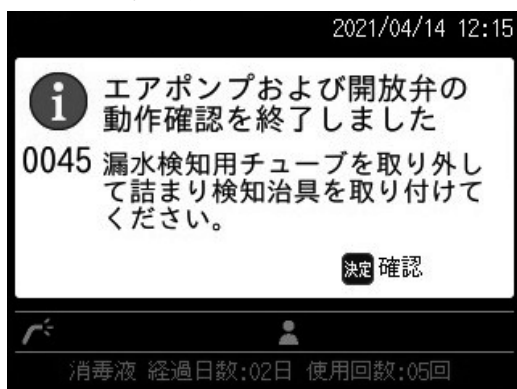 2021/04/14 12:15
エアポンプおよび開放弁の
動作確認を終了しました
0045 漏水検知用チューブを取り外し
て詰まり検知治具を取り付けて
ください。
決定 確認
消毒液 経過日数:02日 使用回数:05回